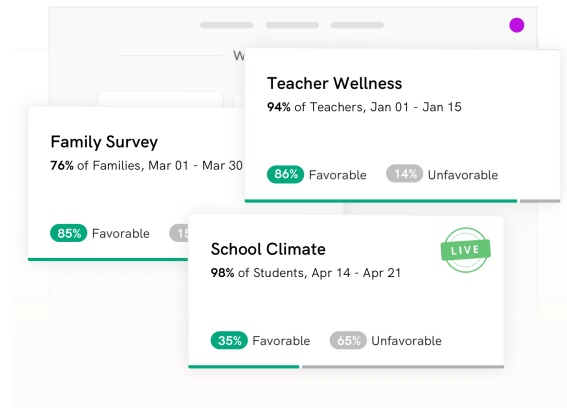 Teacher Wellness
94% of Teachers, Jan 01 - Jan 15
86% Favorable 14% Unfavorable
Family Survey
76% of Families, Mar 01 - Mar 30
85% Favorable
School Climate
LIVE
98% of Students, Apr 14 - Apr 21
35% Favorable 65% Unfavorable